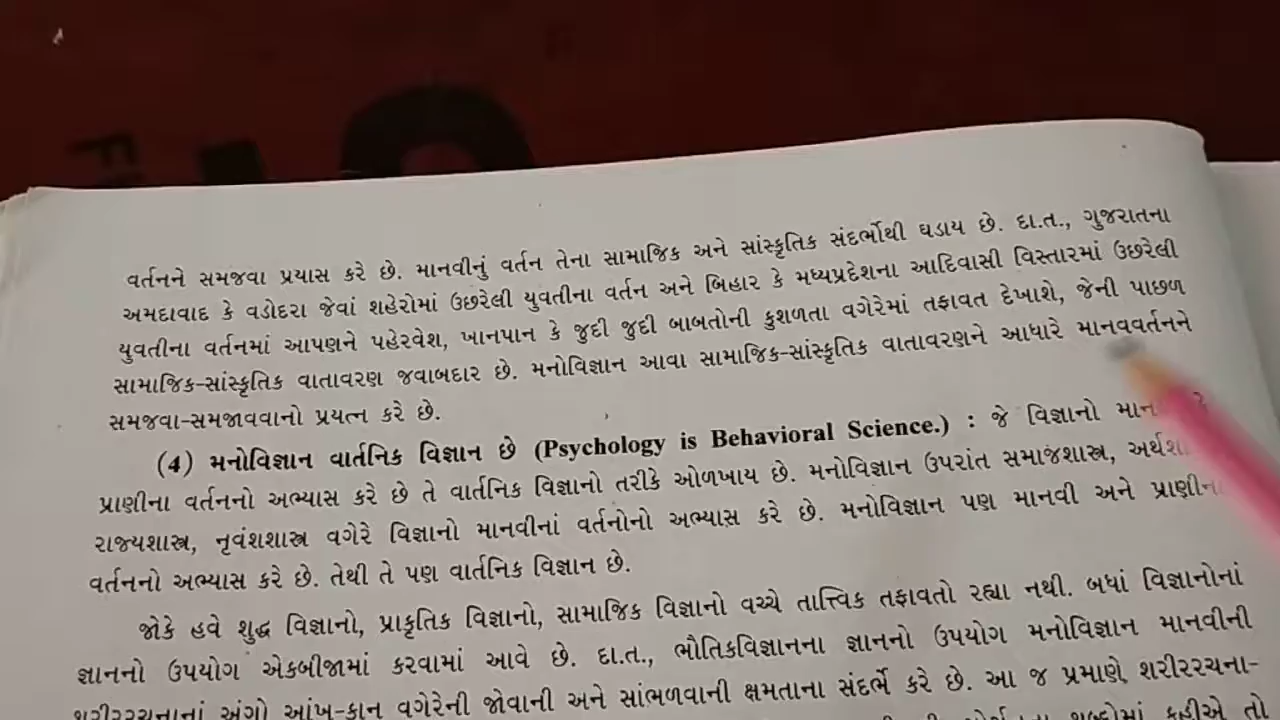 વર્તનને સમજવા પ્રયાસ કરે છે. માનવીનું વર્તન તેના સામાજિક અને સાંસ્કૃતિક સંદર્ભોથી ઘડાય છે. દા.ત., ગુજરાતના
અમદાવાદ કે વડોદરા જેવાં શહેરોમાં ઉછરેલી યુવતીના વર્તન અને બિહાર કે મધ્યપ્રદેશના આદિવાસી વિસ્તારમાં ઉછરેલી
યુવતીના વર્તનમાં આપણને પહેરવેશ, ખાનપાન કે જુદી જુદી બાબતોની કુશળતા વગેરેમાં તફાવત દેખાશે, જેની પાછળ
સામાજિક-સાંસ્કૃતિક વાતાવરણ જવાબદાર છે. મનોવિજ્ઞાન આવા સામાજિક-સાંસ્કૃતિક વાતાવરણને આધારે માનવવર્તનને
સમજવા-સમજાવવાનો પ્રયત્ન કરે છે.
(4) મનોવિજ્ઞાન વાર્તનિક વિજ્ઞાન છે (Psychology is Behavioral Science.) : જે વિજ્ઞાનો
પ્રાણીના વર્તનનો અભ્યાસ કરે છે તે વાર્તનિક વિજ્ઞાનો તરીકે ઓળખાય છે. મનોવિજ્ઞાન ઉપરાંત સમાજશાસ્ત્ર,
રાજ્યશાસ્ત્ર, નૃવંશશાસ્ત્ર વગેરે વિજ્ઞાનો માનવીનાં વર્તનોનો અભ્યાસ કરે છે. મનોવિજ્ઞાન પણ માનવી અને
વર્તનનો અભ્યાસ કરે છે. તેથી તે પણ વાર્તનિક વિજ્ઞાન છે.
જોકે હવે શુદ્ધ વિજ્ઞાનો, પ્રાકૃતિક વિજ્ઞાનો, સામાજિક વિજ્ઞાનો વચ્ચે તાત્ત્વિક તફાવતો રહ્યા નથી. બધાં વિજ્ઞાનોનાં
જ્ઞાનનો ઉપયોગ એકબીજામાં કરવામાં આવે છે. દા.ત., ભૌતિકવિજ્ઞાનના જ્ઞાનનો ઉપયોગ મનોવિજ્ઞાન માનવીની
શરીરરચનાનાં અંગો આંખ-કાન વગેરેની જોવાની અને સાંભળવાની ક્ષમતાના સંદર્ભે કરે છે. આ જ પ્રમાણે શરીરરચના-